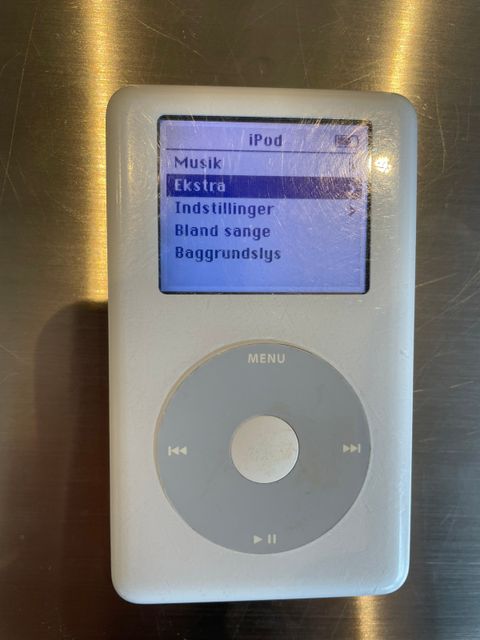 iPod
Musik
Ekstra
Indstillinger
Bland sange
Baggrundslys
MENU